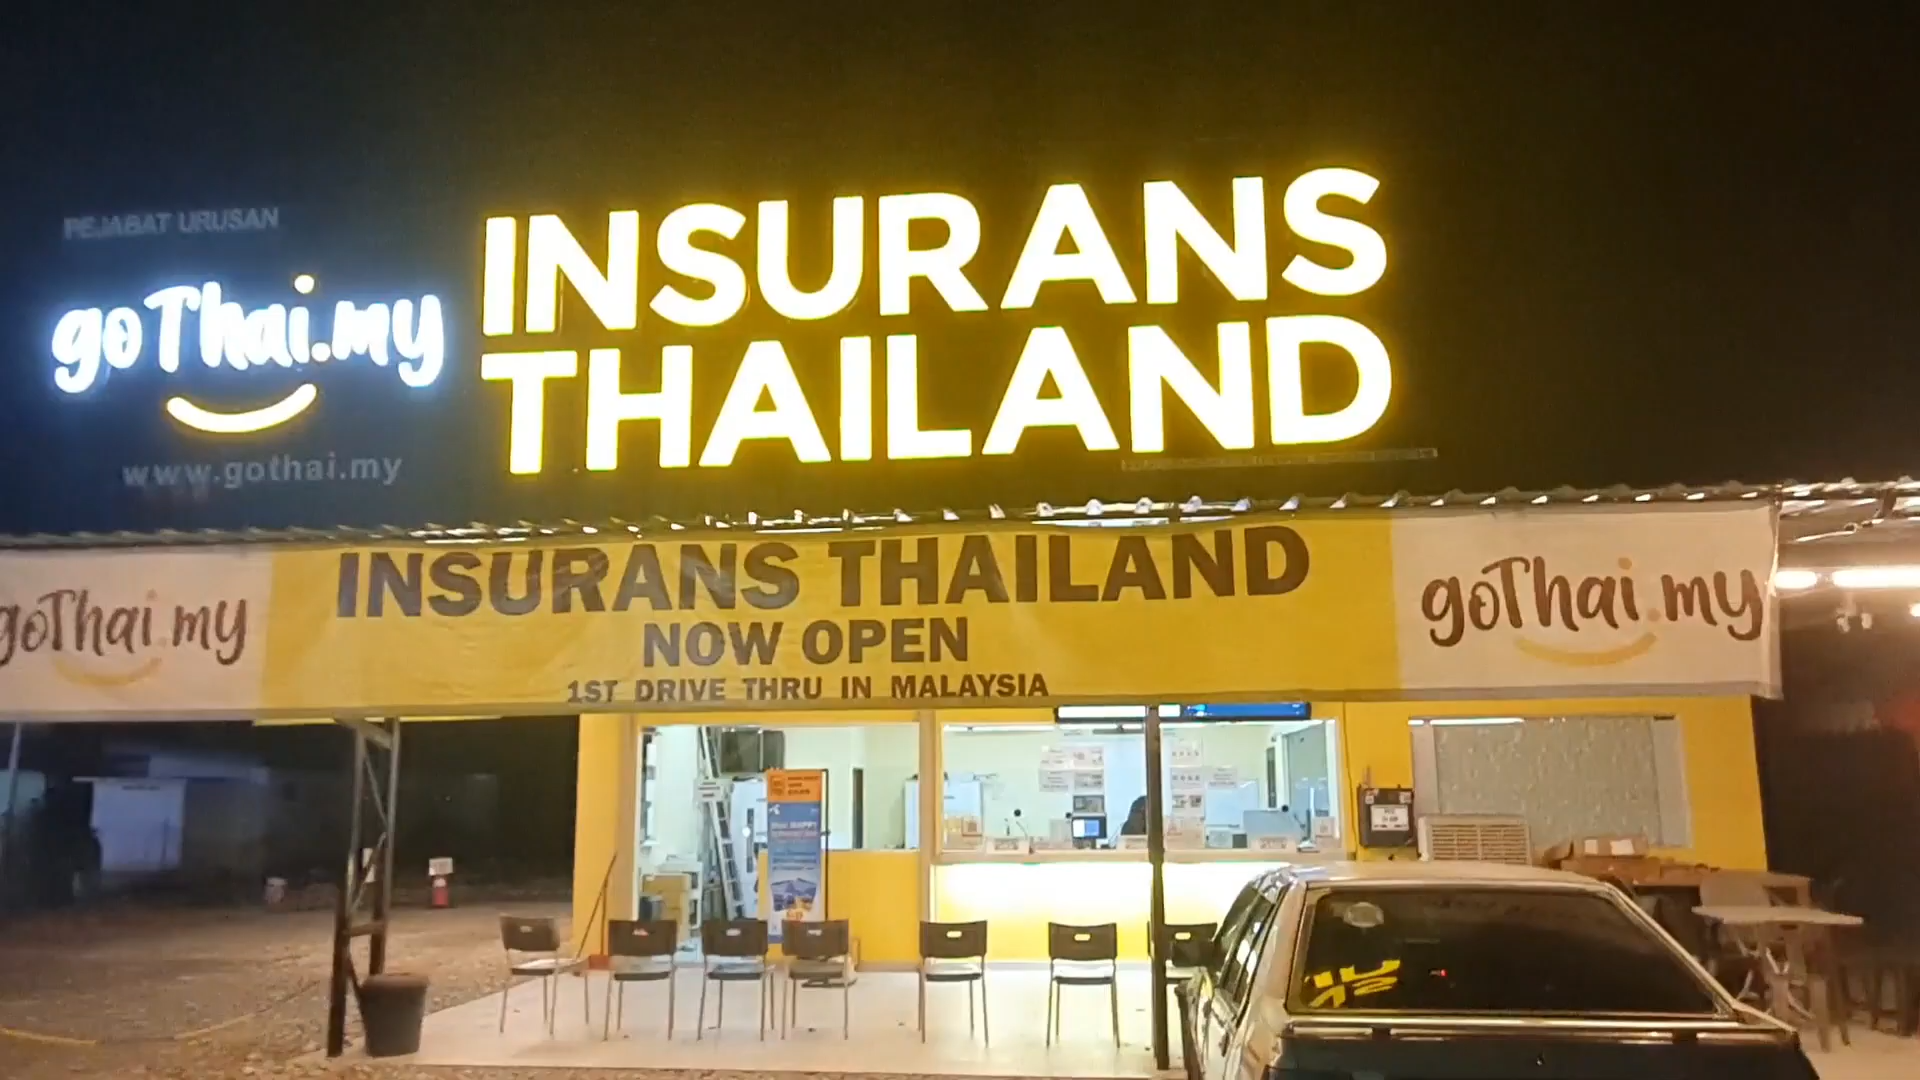 PEJABAT URUSAN
goThai.my
www.gothai.my
INSURANS
THAILAND
goThai.my
INSURANS THAILAND
NOW OPEN
1ST DRIVE THRU IN MALAYSIA
goThai.my